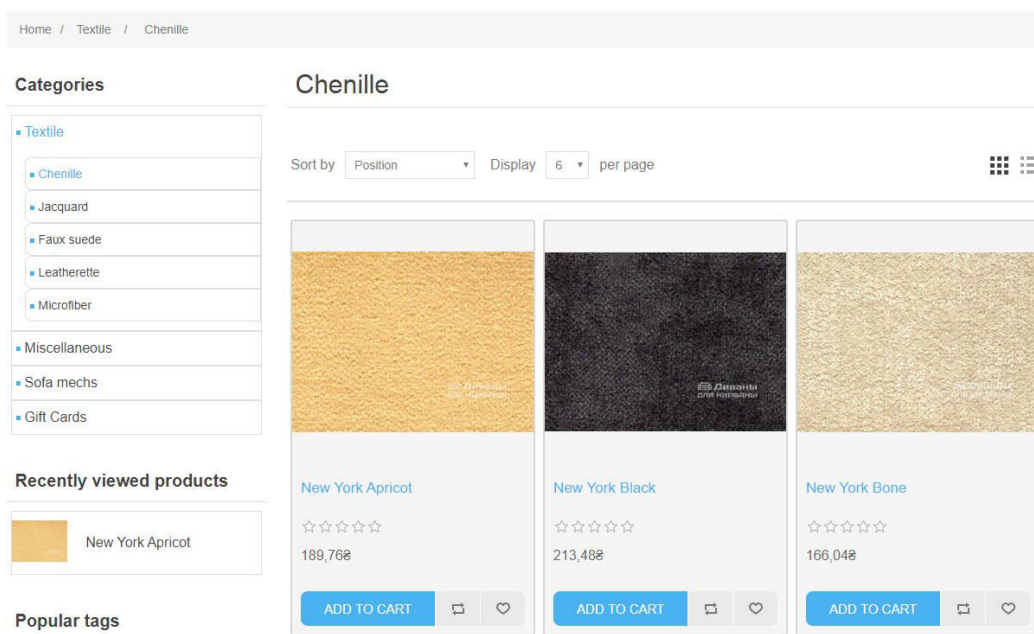 Home / Textile / Chenille
Categories
Textile
Chenille
Jacquard
Faux suede
Leatherette
Microfiber
Miscellaneous
Sofa mechs
Gift Cards
Recently viewed products
New York Apricot
Popular tags
Chenille
Sort by Position Display 6 per page
Диваны
для нирваны
New York Apricot
189,76₴
ADD TO CART
New York Black
213,48₴
ADD TO CART
New York Bone
166,04₴
ADD TO CART